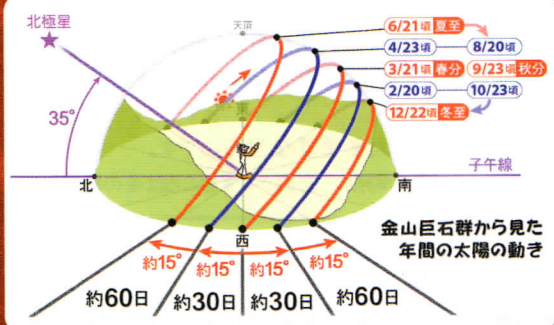 北極星
天頂
6/21頃 夏至
4/23頃 8/20頃
3/21頃 春分 9/23頃 秋分
2/20頃 10/23頃
12/22頃 冬至
35°
子午線
北
南
西
金山巨石群から見た
年間の太陽の動き
約15° 約15° 約15° 約15°
約60日 約30日 約30日 約60日